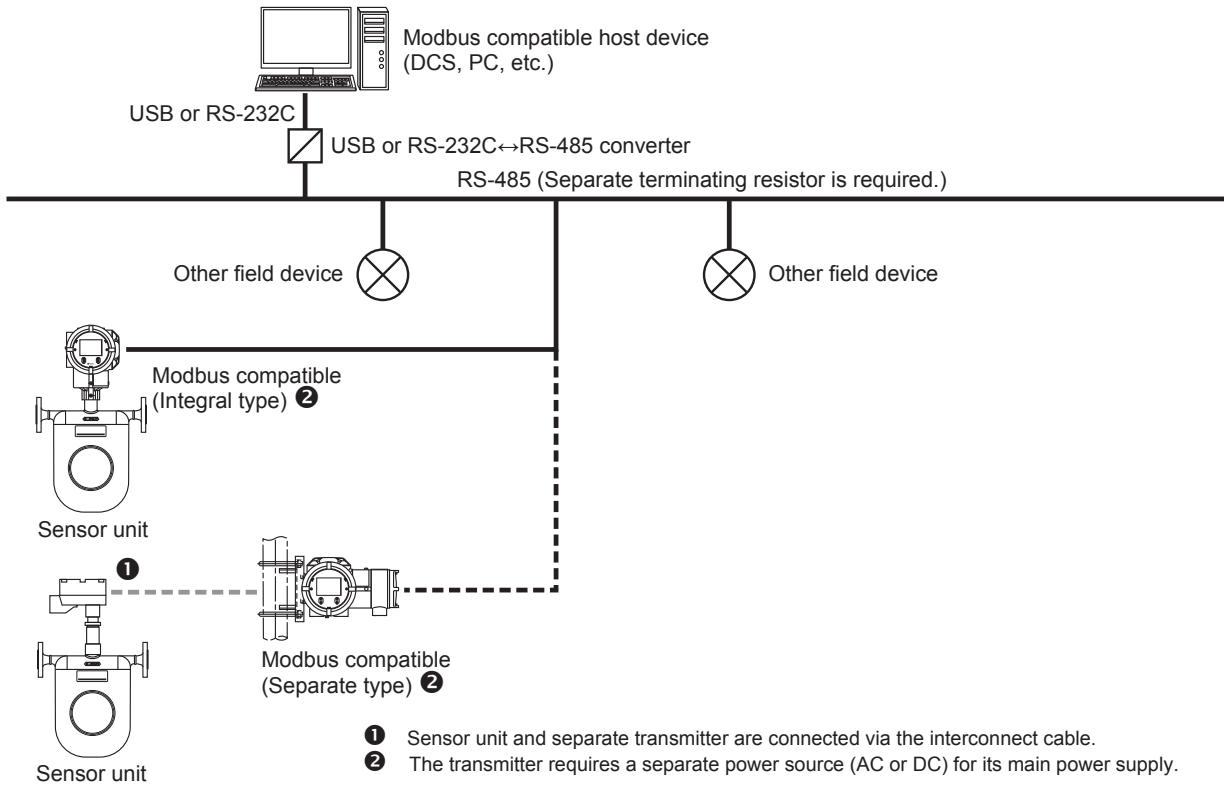 Modbus compatible host device
(DCS, PC, etc.)
USB or RS-232C
USB or RS-232C↔RS-485 converter
RS-485 (Separate terminating resistor is required.)
Other field device
Other field device
Modbus compatible
(Integral type) ❷
Sensor unit
❶
Modbus compatible
(Separate type) ❷
Sensor unit
❶ Sensor unit and separate transmitter are connected via the interconnect cable.
❷ The transmitter requires a separate power source (AC or DC) for its main power supply.